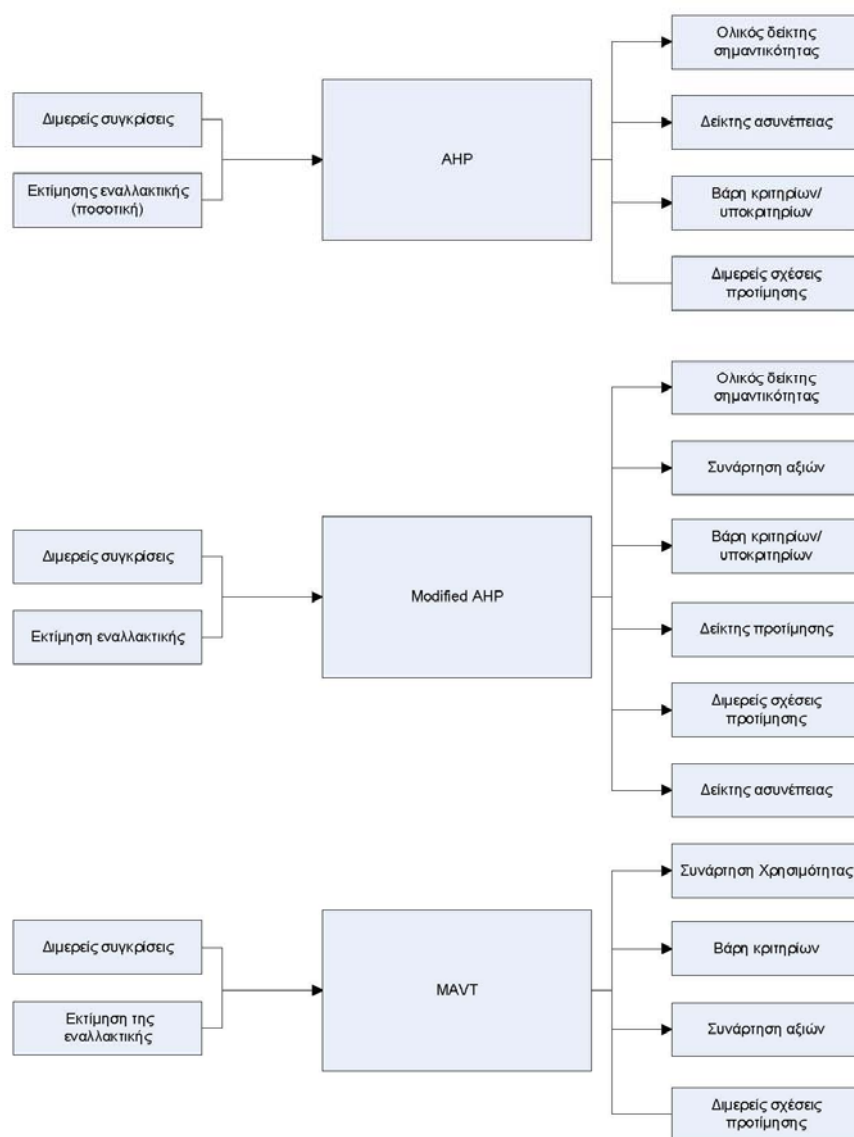 Ολικός δείκτης
σημαντικότητας
Διμερείς συγκρίσεις
Δείκτης ασυνέπειας
AHP
Εκτίμησης εναλλακτικής
(ποσοτική)
Βάρη κριτηρίων/
υποκριτηρίων
Διμερείς σχέσεις
προτίμησης
Ολικός δείκτης
σημαντικότητας
Συνάρτηση αξιών
Διμερείς συγκρίσεις
Βάρη κριτηρίων/
υποκριτηρίων
Modified AHP
Εκτίμηση εναλλακτικής
Δείκτης προτίμησης
Διμερείς σχέσεις
προτίμησης
Δείκτης ασυνέπειας
Συνάρτηση Χρησιμότητας
Διμερείς συγκρίσεις
Βάρη κριτηρίων
MAVT
Εκτίμηση της
εναλλακτικής
Συνάρτηση αξιών
Διμερείς σχέσεις
προτίμησης